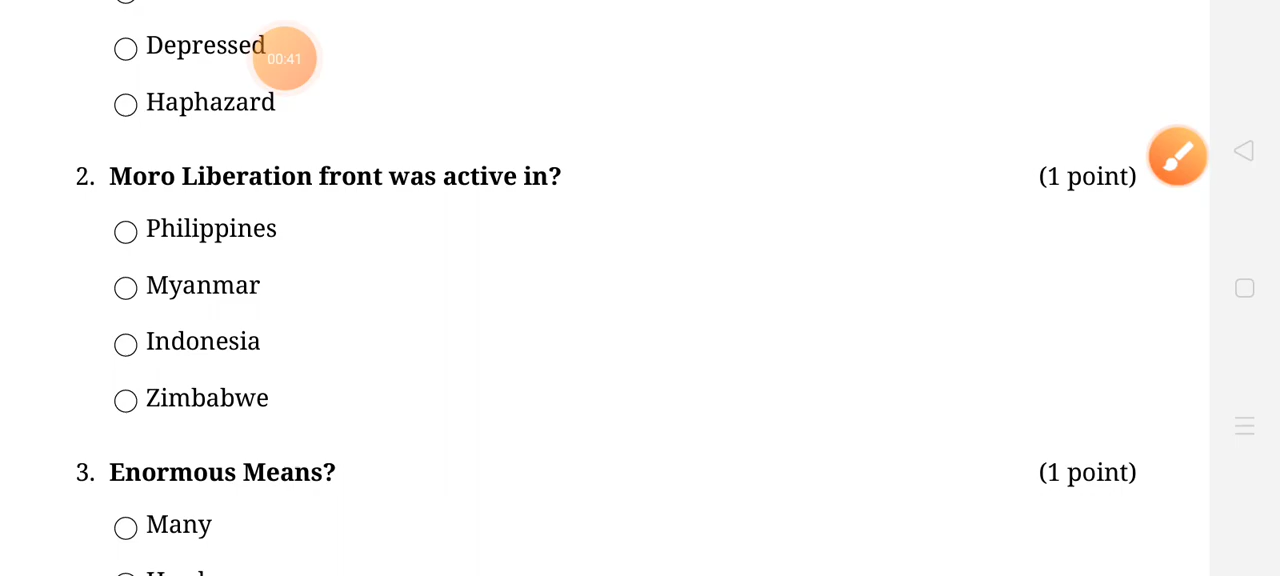 Depressed
00:41
Haphazard
2. Moro Liberation front was active in? (1 point)
Philippines
Myanmar
Indonesia
Zimbabwe
3. Enormous Means? (1 point)
Many